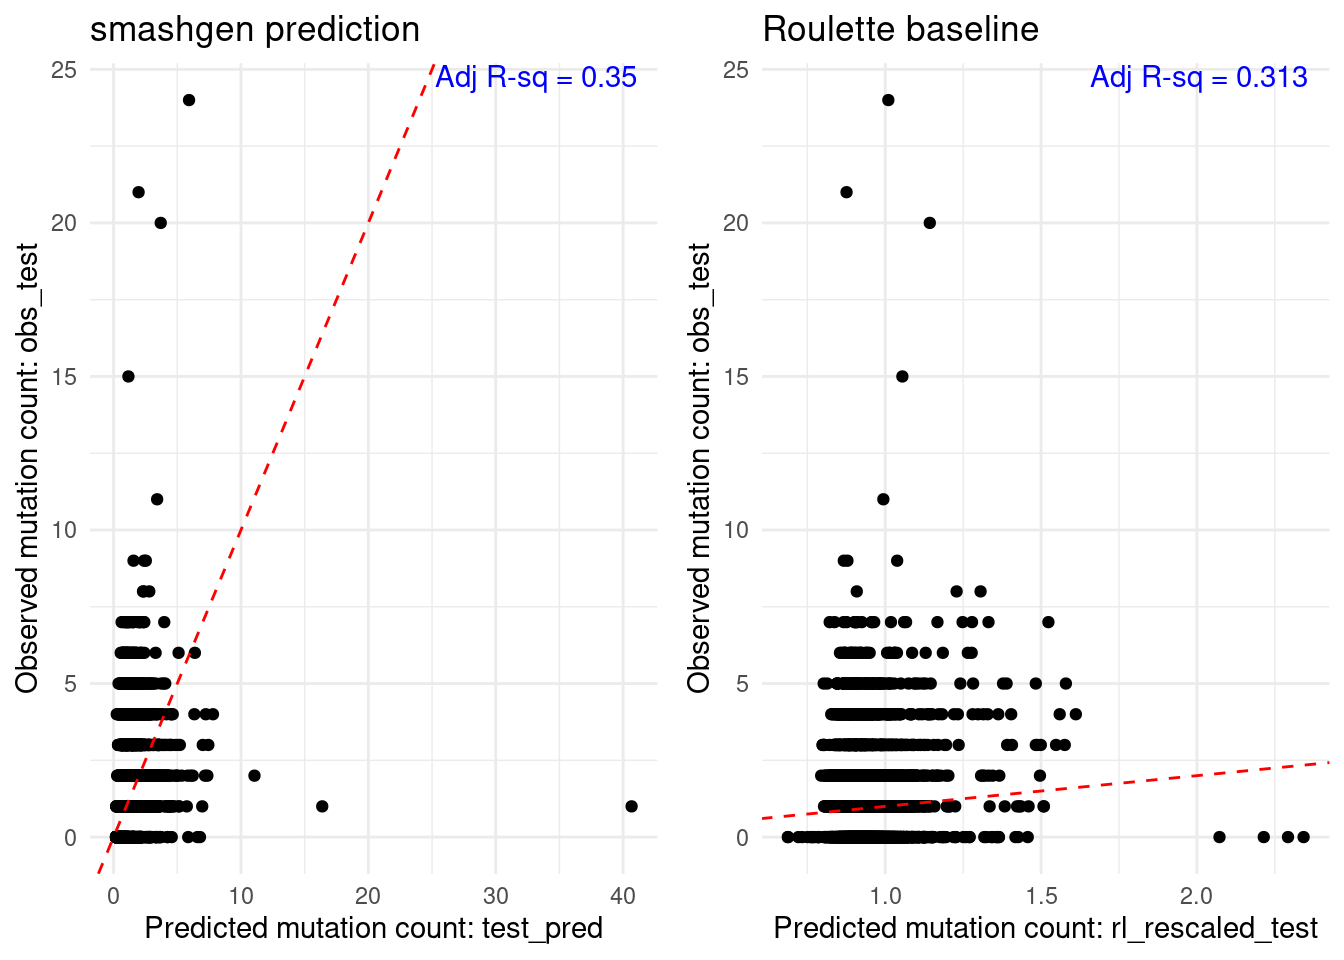 smashgen prediction
Adj R-sq = 0.35
Observed mutation count: obs_test
25
20
15
10
5
0
0 10 20 30 40
Predicted mutation count: test_pred
Roulette baseline
Adj R-sq = 0.313
Observed mutation count: obs_test
25
20
15
10
5
0
1.0 1.5 2.0
Predicted mutation count: rl_rescaled_test